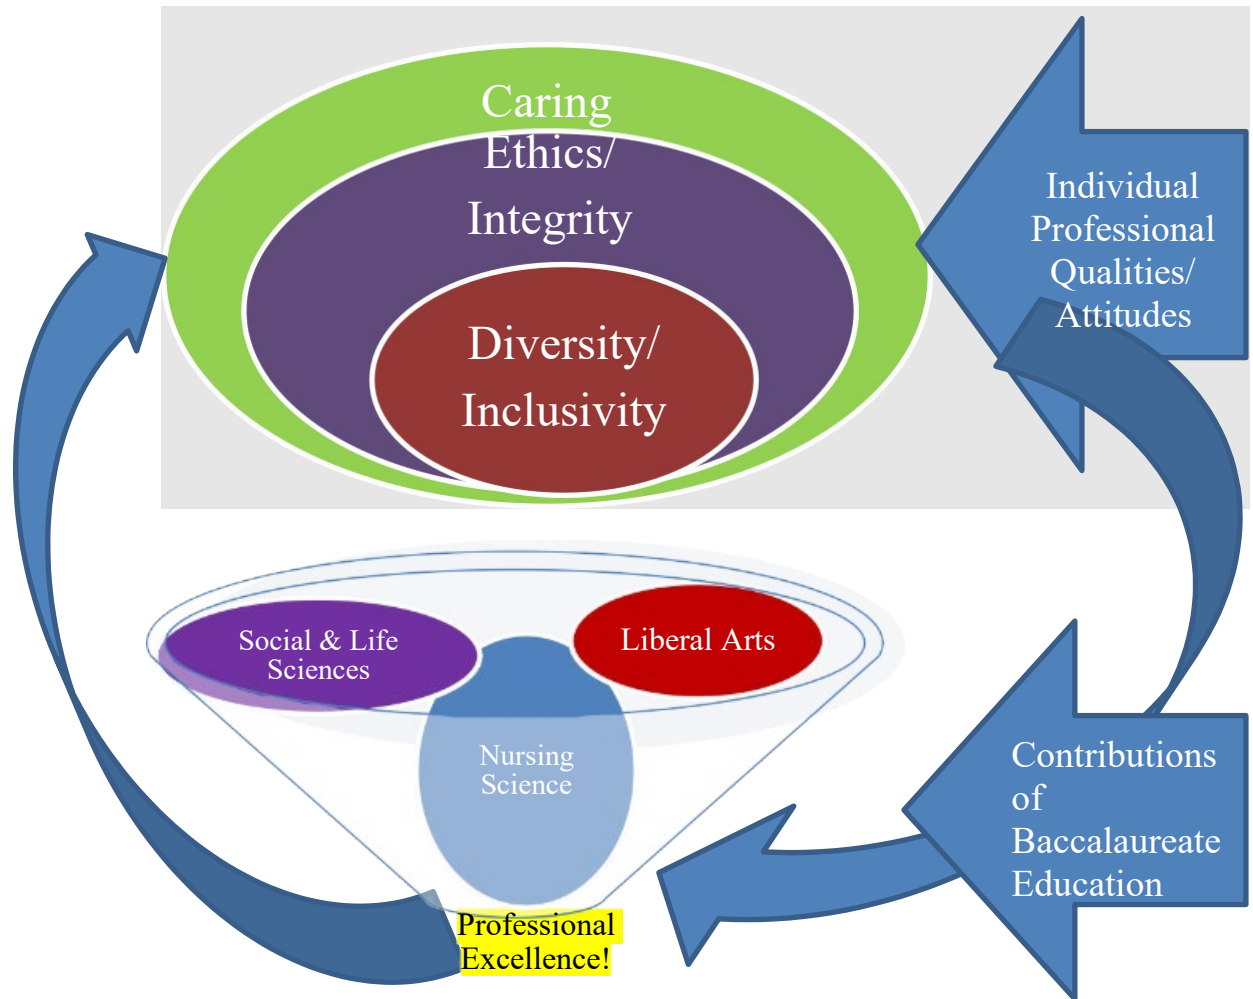 Caring
Ethics/
Integrity
Diversity/
Inclusivity
Individual
Professional
Qualities/
Attitudes
Social & Life
Sciences
Liberal Arts
Nursing
Science
Contributions
of
Baccalaureate
Education
Professional
Excellence!